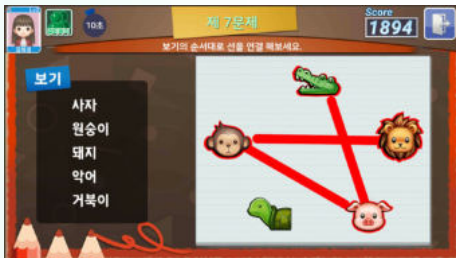 10초
제 7문제
Score
1894
보기의 순서대로 선을 연결 해보세요.
보기
사자
원숭이
돼지
악어
거북이